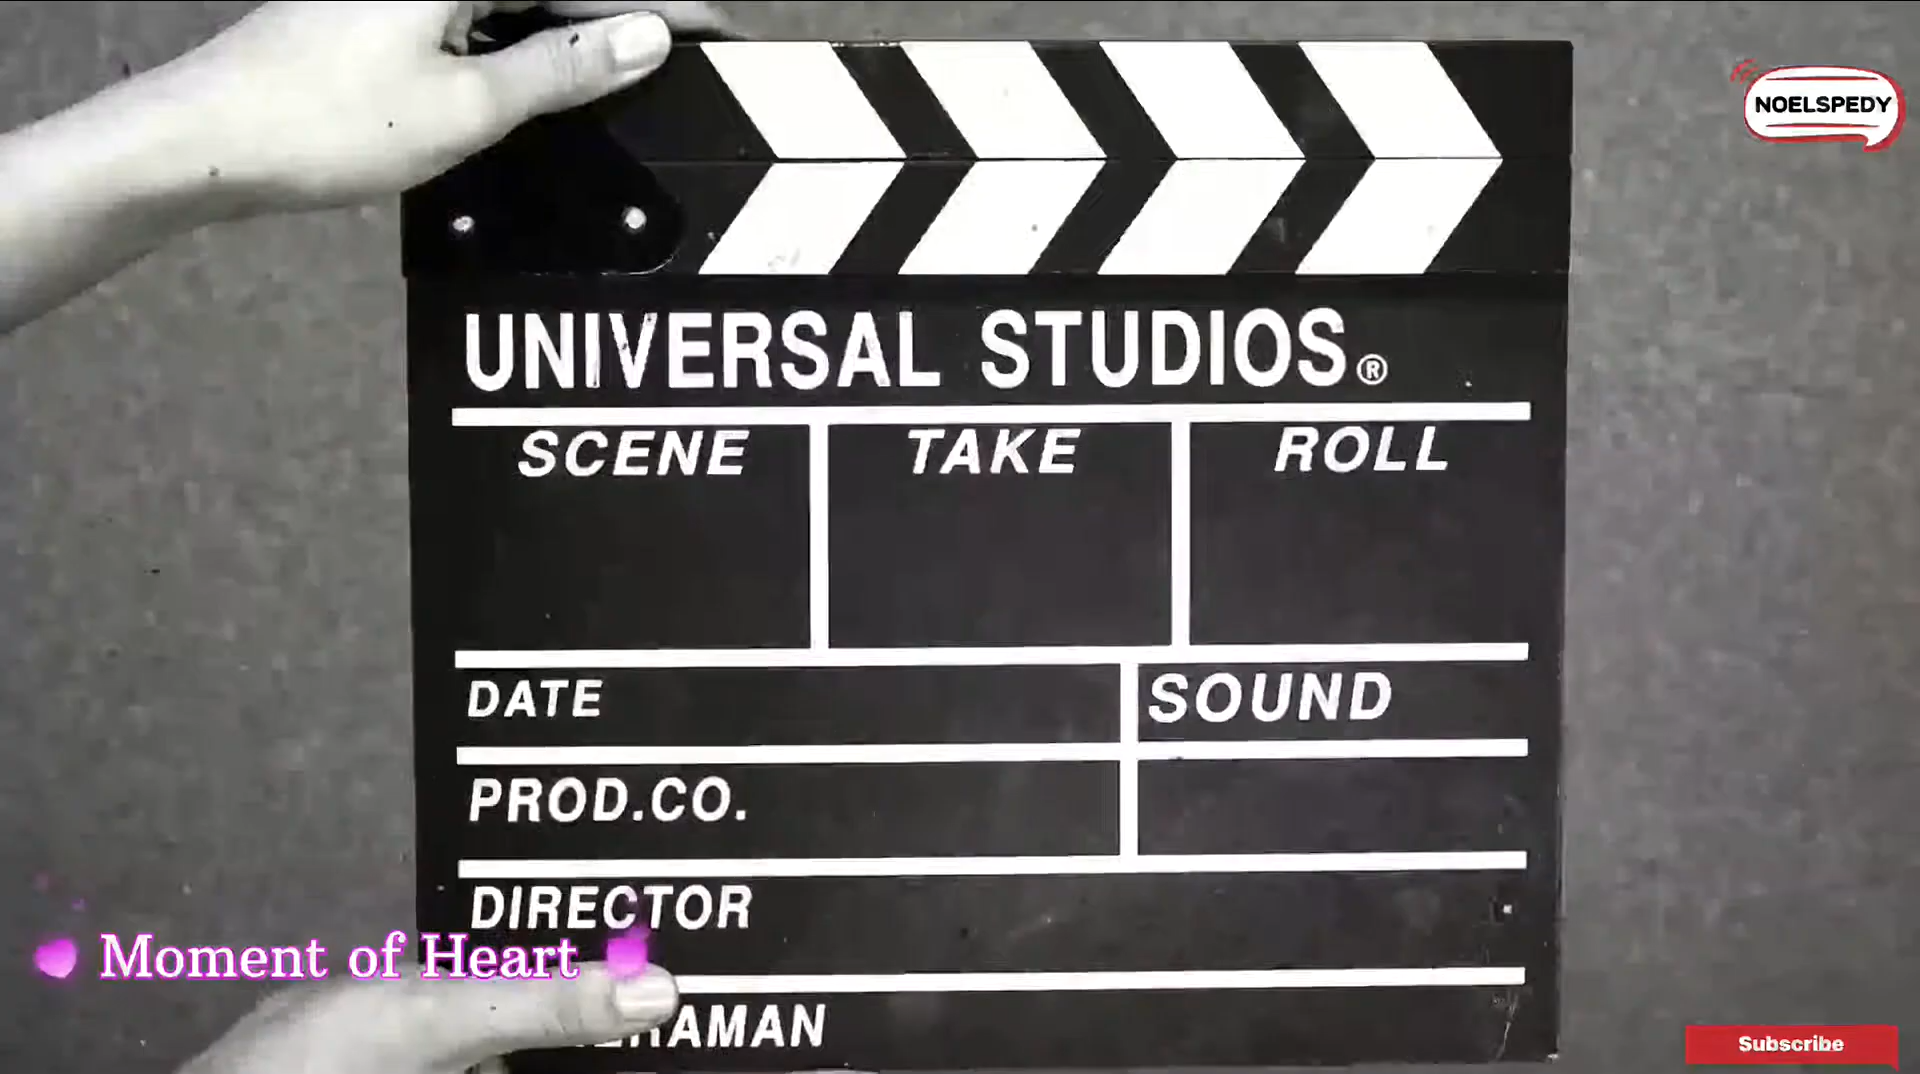 NOELSPEDY
UNIVERSAL STUDIOS®
SCENE TAKE ROLL
DATE SOUND
PROD.CO.
DIRECTOR
Moment of Heart
Subscribe